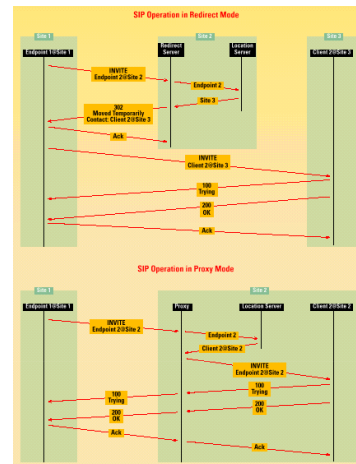 SIP Operation in Redirect Mode
Site 1
Site 2
Site 3
Endpoint 1@Site 1
Redirect
Server
Location
Server
Client 2@Site 3
INVITE
Endpoint 2@Site 2
Endpoint 2
Site 3
302
Moved Temporarily
Contact: Client 2@Site 3
Ack
INVITE
Client 2@Site 3
100
Trying
200
OK
Ack
SIP Operation in Proxy Mode
Site 1
Site 2
Endpoint 1@Site 1
Proxy
Location Server
Client 2@Site 2
INVITE
Endpoint 2@Site 2
Endpoint 2
Client 2@Site 2
INVITE
Endpoint 2@Site 2
100
Trying
100
Trying
200
OK
200
OK
Ack
Ack